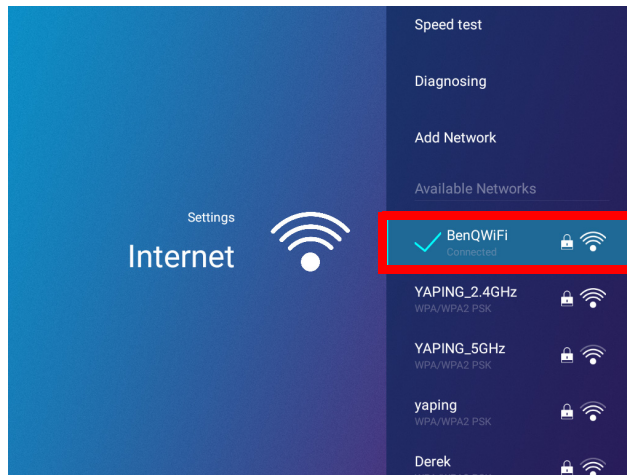 Speed test
Diagnosing
Add Network
Available Networks
Settings
Internet
BenQWiFi
Connected
YAPING_2.4GHz
WPA/WPA2 PSK
YAPING_5GHz
WPA/WPA2 PSK
yaping
WPA/WPA2 PSK
Derek